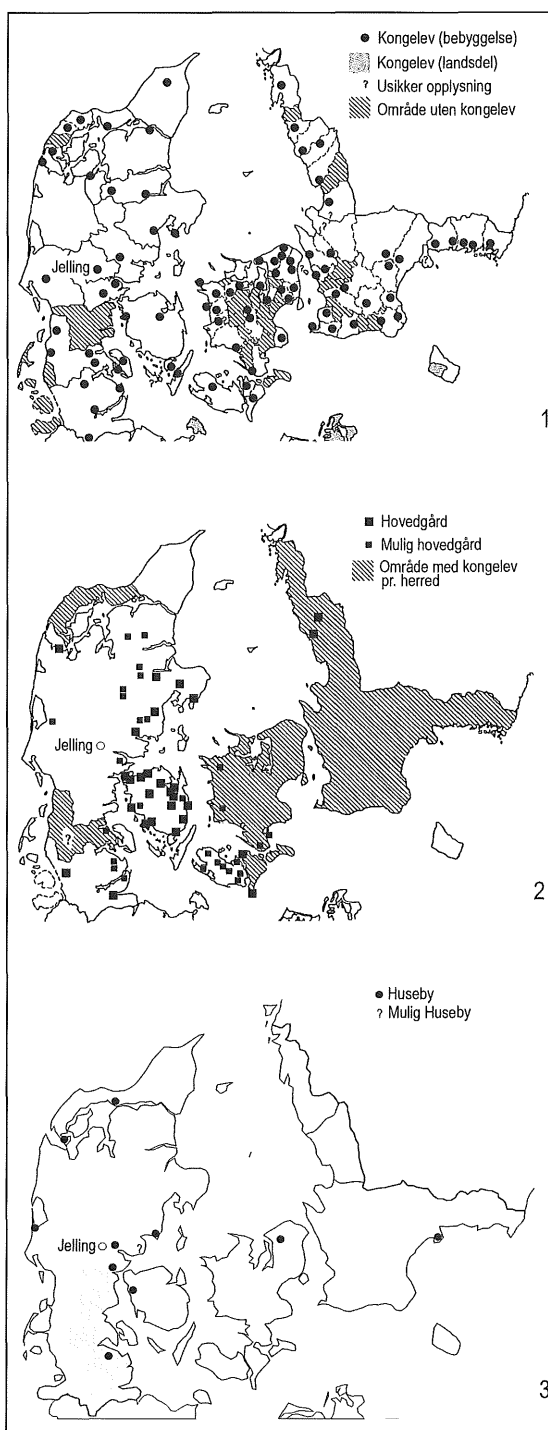 Kongelev (bebyggelse)
Kongelev (landsdel)
? Usikker opplysning
Område uten kongelev
Jelling
1
Hovedgård
Mulig hovedgård
Område med kongelev
pr. herred
Jelling
?
2
Huseby
? Mulig Huseby
Jelling
?
3